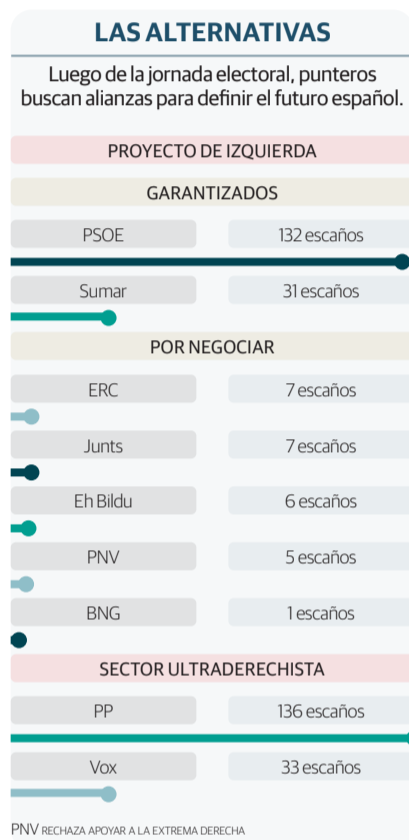 LAS ALTERNATIVAS
Luego de la jornada electoral, punteros
buscan alianzas para definir el futuro español.
PROYECTO DE IZQUIERDA
GARANTIZADOS
PSOE 132 escaños
Sumar 31 escaños
POR NEGOCIAR
ERC 7 escaños
Junts 7 escaños
Eh Bildu 6 escaños
PNV 5 escaños
BNG 1 escaños
SECTOR ULTRADERECHISTA
PP 136 escaños
Vox 33 escaños
PNV RECHAZA APOYAR A LA EXTREMA DERECHA